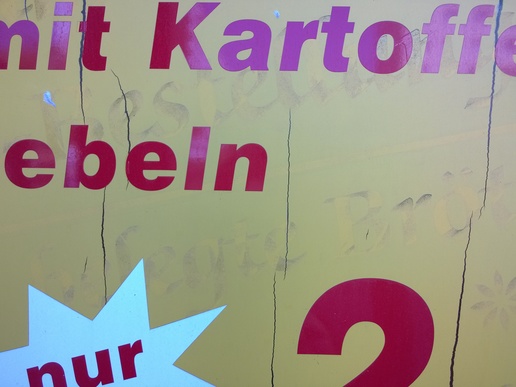 mit Kartoffe
ebeln
nur 2